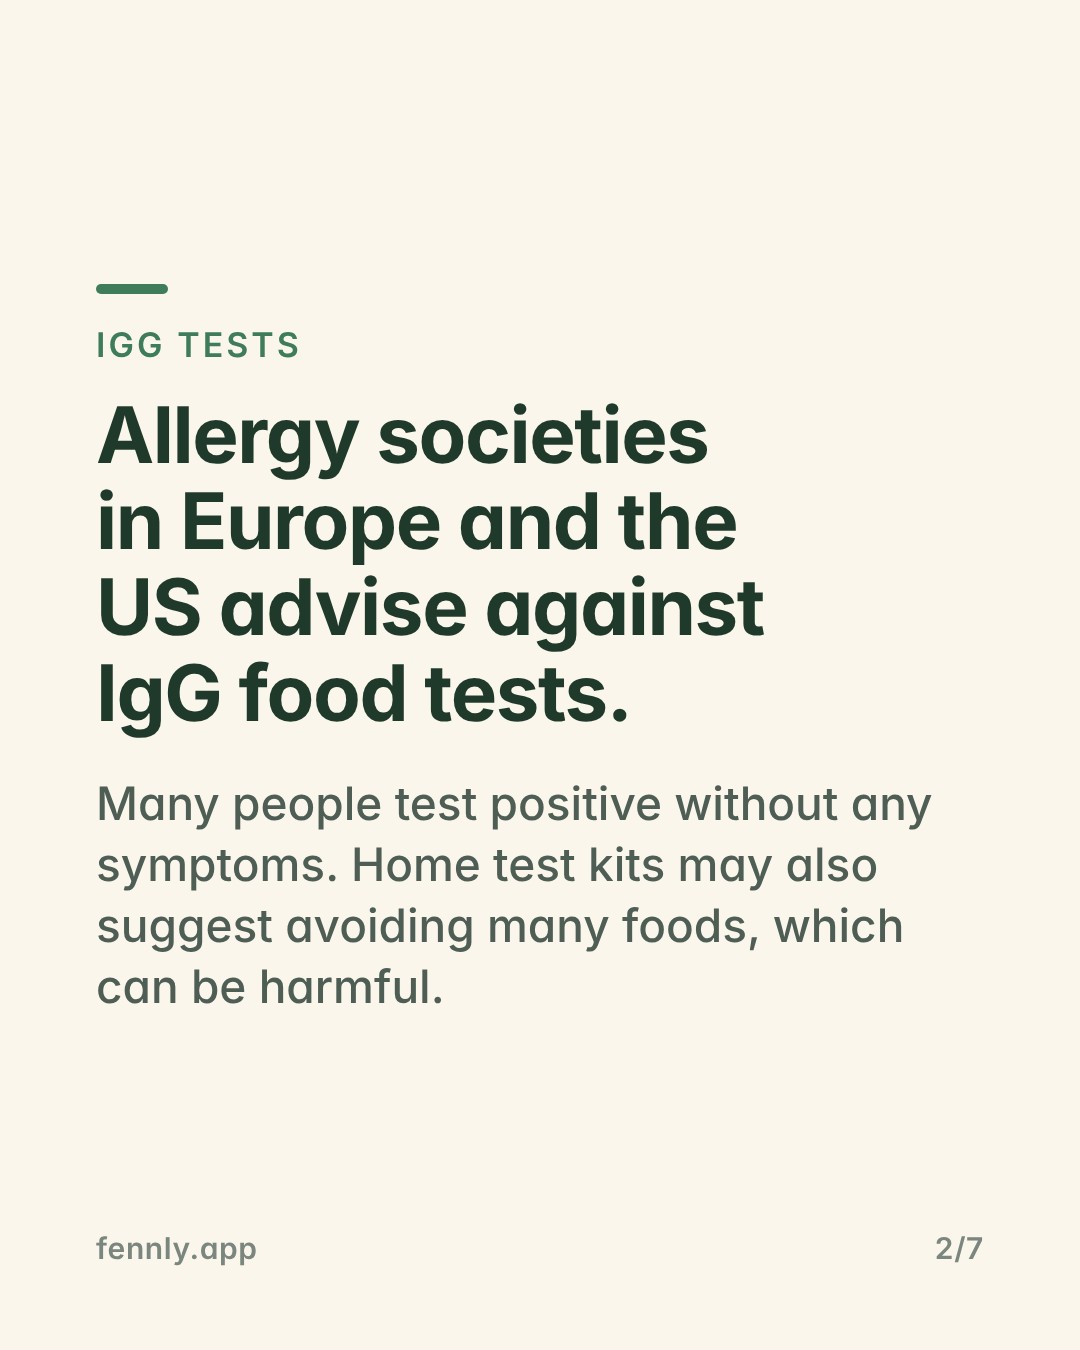 IGG TESTS
Allergy societies
in Europe and the
US advise against
IgG food tests.
Many people test positive without any
symptoms. Home test kits may also
suggest avoiding many foods, which
can be harmful.
fennly.app
2/7